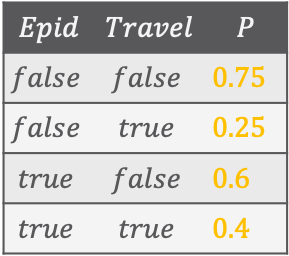 Epid Travel P
false false 0.75
false true 0.25
true false 0.6
true true 0.4